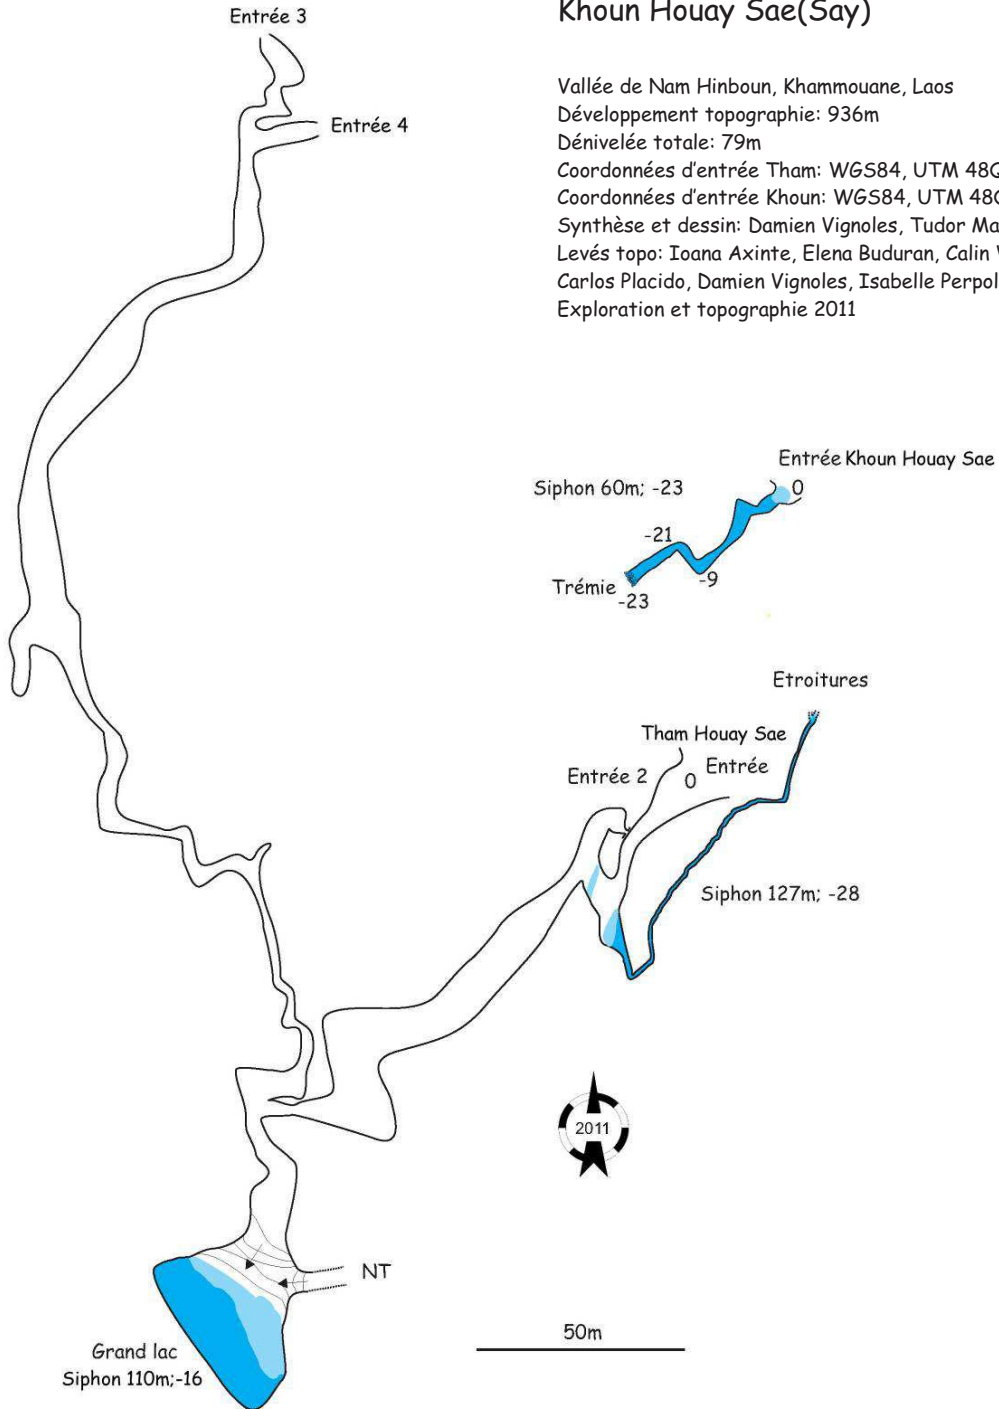 Khoun Houay Sae(Say)
Vallée de Nam Hinboun, Khammouane, Laos
Développement topographie: 936m
Dénivelée totale: 79m
Coordonnées d'entrée Tham: WGS84, UTM 48Q
Coordonnées d'entrée Khoun: WGS84, UTM 48Q
Synthèse et dessin: Damien Vignoles, Tudor
Levés topo: Ioana Axinte, Elena Buduran, Calin
Carlos Placido, Damien Vignoles, Isabelle
Exploration et topographie 2011
Entrée 3
Entrée 4
Entrée Khoun Houay Sae
0
Siphon 60m; -23
-21
-9
Trémie
-23
Etroitures
Tham Houay Sae
Entrée
0
Entrée 2
Siphon 127m; -28
2011
NT
50m
Grand lac
Siphon 110m;-16